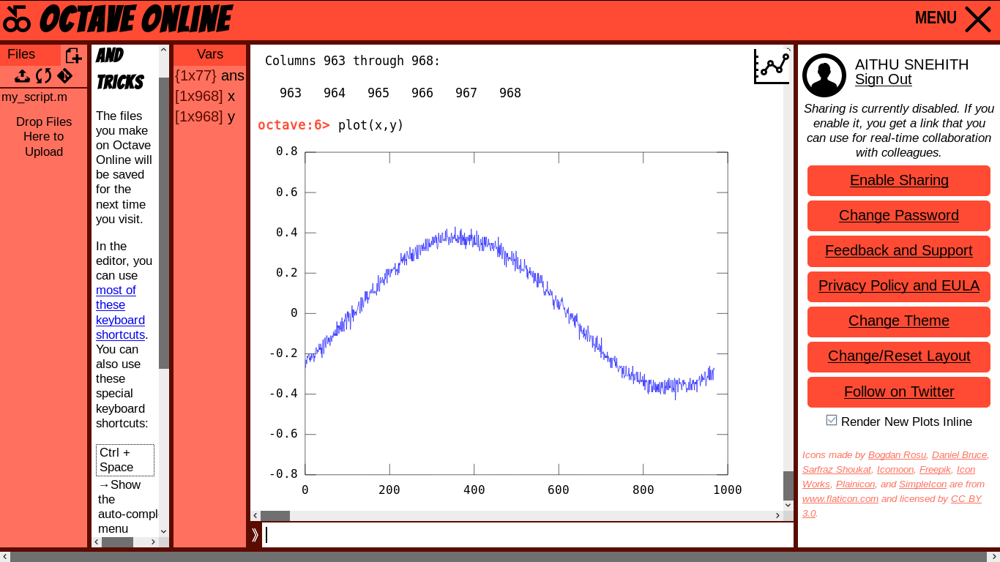 OCTAVE ONLINE
MENU
Files
my_script.m
Drop Files
Here to
Upload
AND
TRICKS
The files
you make
on Octave
Online will
be saved
for the
next time
you visit.
In the
editor, you
can use
most of
these
keyboard
shortcuts.
You can
also use
these
special
keyboard
shortcuts:
Ctrl +
Space
→Show
the
auto-comple
menu
Vars
{1x77} ans
[1x968] x
[1x968] y
Columns 963 through 968:
963 964 965 966 967 968
octave:6> plot(x,y)
0.8
0.6
0.4
0.2
0
-0.2
-0.4
-0.6
-0.8
0 200 400 600 800 1000
AITHU SNEHITH
Sign Out
Sharing is currently disabled. If you
enable it, you get a link that you
can use for real-time collaboration
with colleagues.
Enable Sharing
Change Password
Feedback and Support
Privacy Policy and EULA
Change Theme
Change/Reset Layout
Follow on Twitter
Render New Plots Inline
Icons made by Bogdan Rosu, Daniel Bruce,
Sarfraz Shoukat, Icomoon, Freepik, Icon
Works, Plainicon, and SimpleIcon are from
www.flaticon.com and licensed by CC BY
3.0.